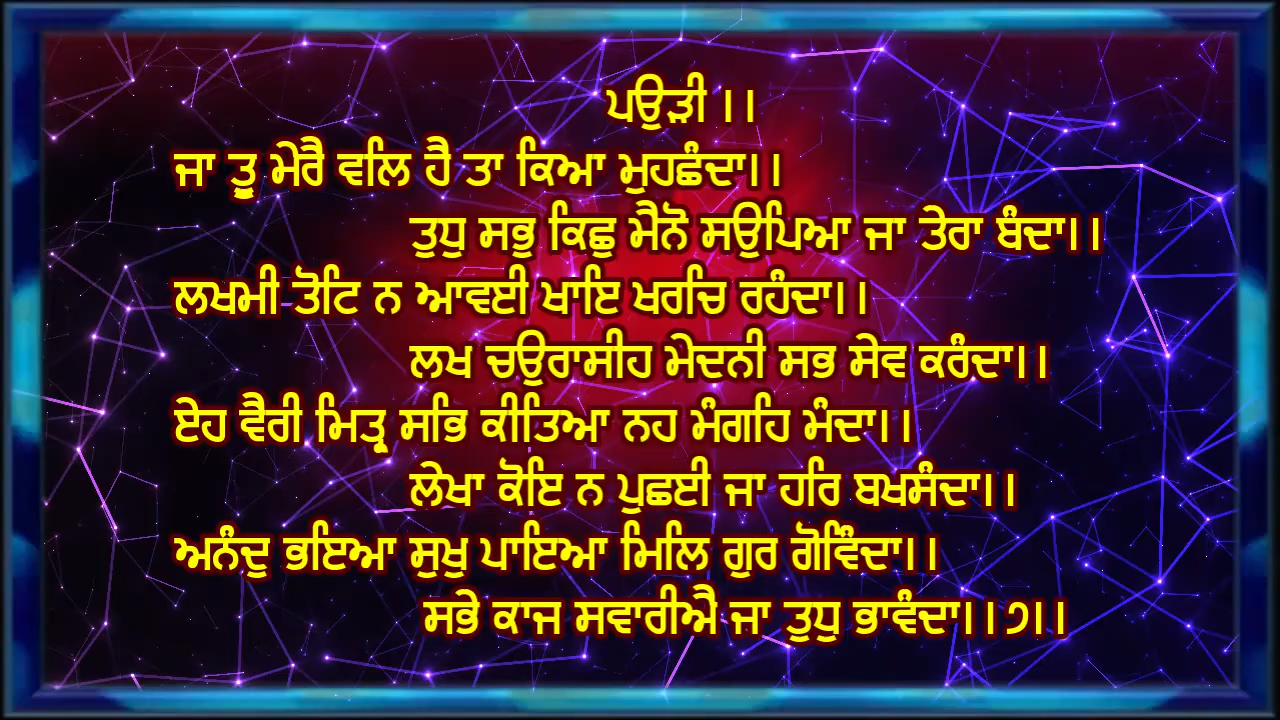 ਪਉੜੀ ।।
ਜਾ ਤੂ ਮੇਰੈ ਵਲਿ ਹੈ ਤਾ ਕਿਆ ਮੁਹਛੰਦਾ।।
ਤੁਧੁ ਸਭੁ ਕਿਛੁ ਮੈਨੋ ਸਉਪਿਆ ਜਾ ਤੇਰਾ ਬੰਦਾ।।
ਲਖਮੀ ਤੋਟਿ ਨ ਆਵਈ ਖਾਇ ਖਰਚਿ ਰਹੰਦਾ।।
ਲਖ ਚਉਰਾਸੀਹ ਮੇਦਨੀ ਸਭ ਸੇਵ ਕਰੰਦਾ।।
ਏਹ ਵੈਰੀ ਮਿਤ੍ਰ ਸਭਿ ਕੀਤਿਆ ਨਹ ਮੰਗਹਿ ਮੰਦਾ।।
ਲੇਖਾ ਕੋਇ ਨ ਪੁਛਈ ਜਾ ਹਰਿ ਬਖਸੰਦਾ।।
ਅਨੰਦੁ ਭਇਆ ਸੁਖੁ ਪਾਇਆ ਮਿਲਿ ਗੁਰ ਗੋਵਿੰਦਾ।।
ਸਭੇ ਕਾਜ ਸਵਾਰੀਐ ਜਾ ਤੁਧੁ ਭਾਵੰਦਾ।।੭।।